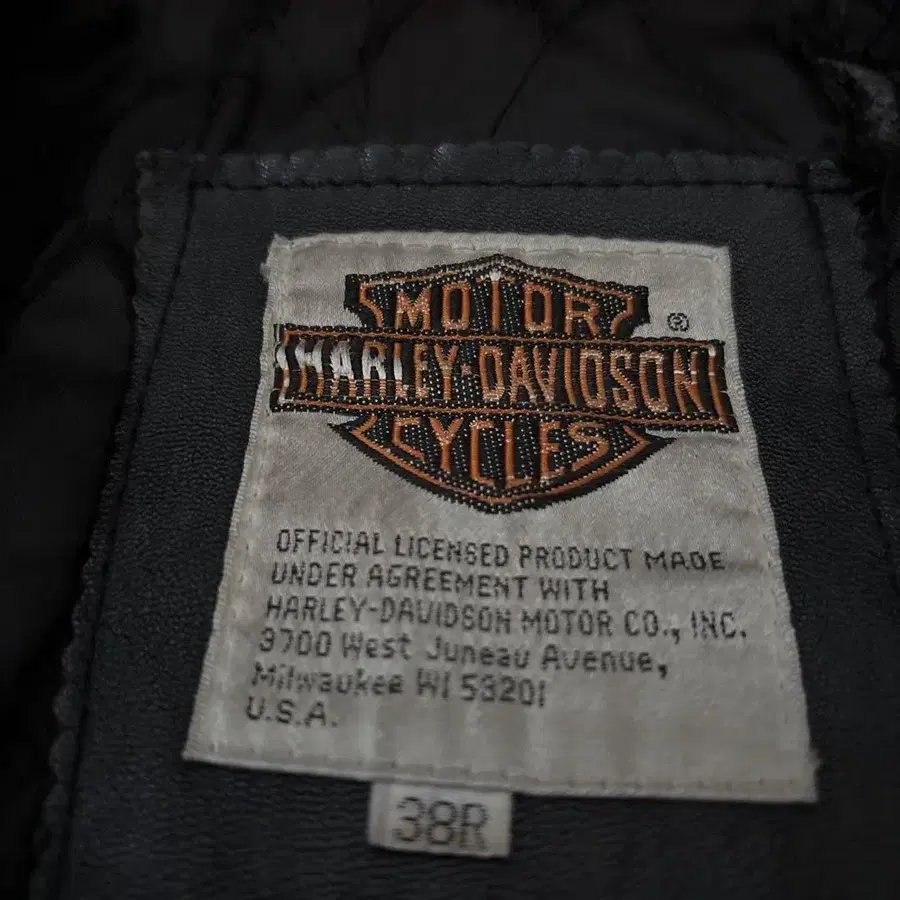 MOTOR
®
HARLEY-DAVIDSON
CYCLES
OFFICIAL LICENSED PRODUCT MADE
UNDER AGREEMENT WITH
HARLEY-DAVIDSON MOTOR CO., INC.
3700 West Juneau Avenue,
Milwaukee WI 53201
U.S.A.
38R